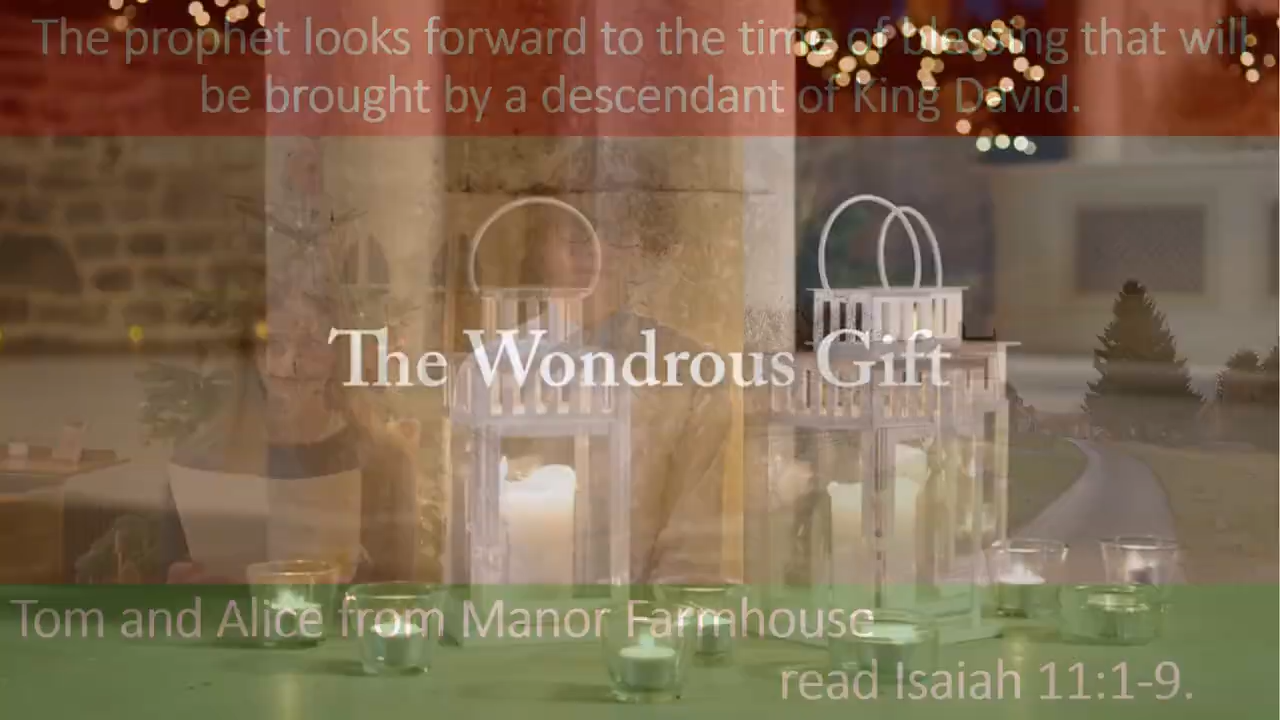 The prophet looks forward to the time of blessing that will
be brought by a descendant of King David.
The Wondrous Gift
Tom and Alice from Manor Farmhouse
read Isaiah 11:1-9.